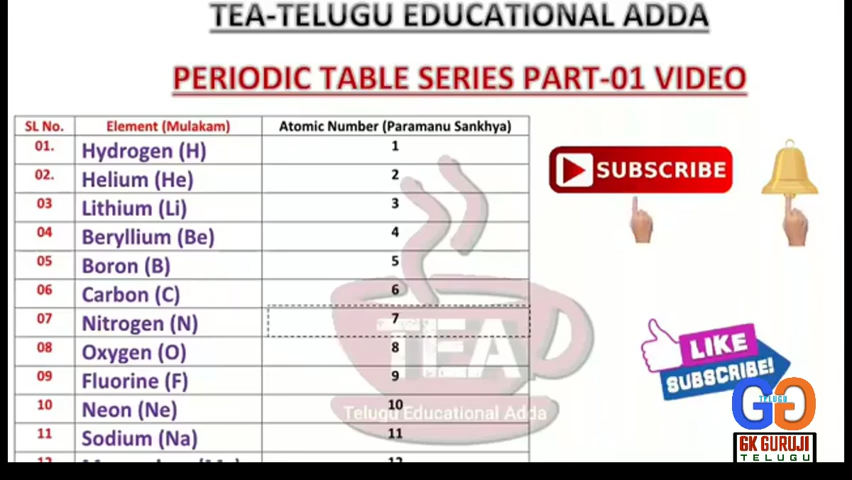 TEA-TELUGU EDUCATIONAL ADDA
PERIODIC TABLE SERIES PART-01 VIDEO
SL No. Element (Mulakam) Atomic Number (Paramanu Sankhya)
01. Hydrogen (H) 1
02. Helium (He) 2
03 Lithium (Li) 3
04 Beryllium (Be) 4
05 Boron (B) 5
06 Carbon (C) 6
07 Nitrogen (N) 7
08 Oxygen (O) 8
09 Fluorine (F) 9
10 Neon (Ne) 10
11 Sodium (Na) 11
TEA
Telugu Educational Adda
SUBSCRIBE
LIKE
SUBSCRIBE!
TELUGU
GG
GK GURUJI
TELUGU